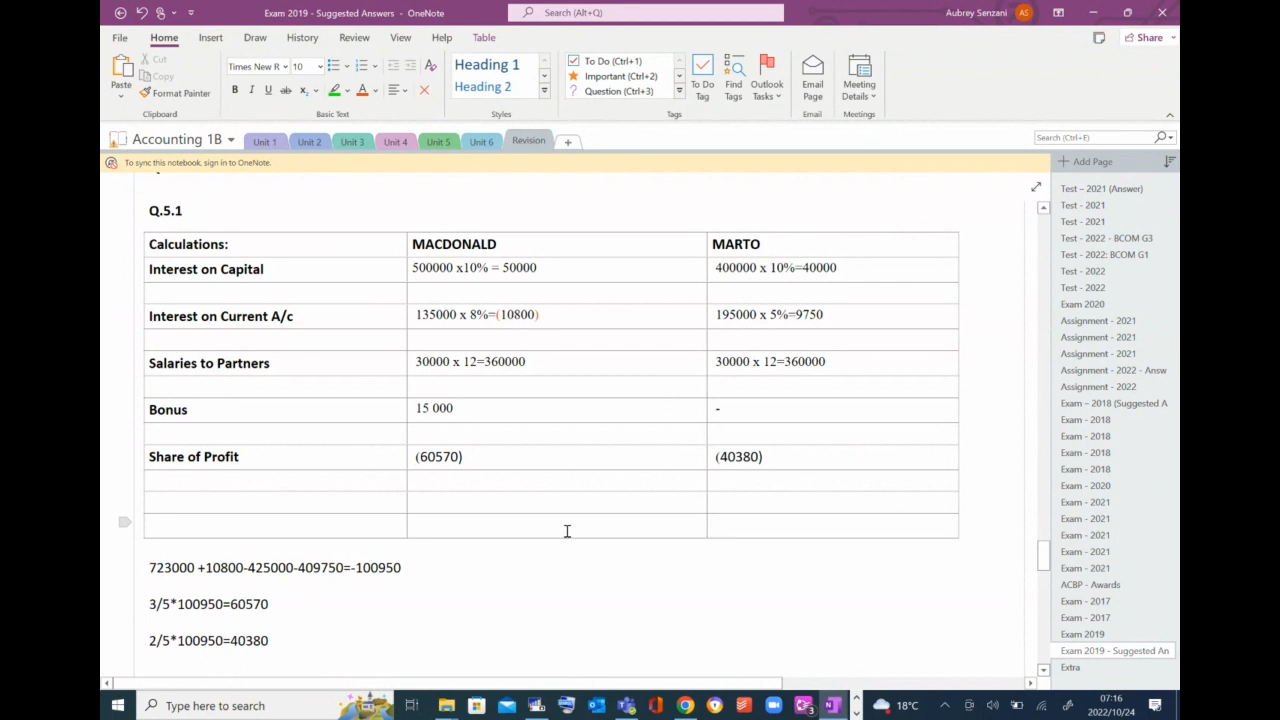 Exam 2019 - Suggested Answers - OneNote
Search (Alt+Q)
Aubrey Senzani
AS
File
Home
Insert
Draw
History
Review
View
Help
Table
Share
Paste
Cut
Copy
Format Painter
Clipboard
Times New R
10
B I U ab x
Basic Text
Heading 1
Heading 2
Styles
To Do (Ctrl+1)
Important (Ctrl+2)
Question (Ctrl+3)
Tags
To Do Tag
Find Tags
Outlook Tasks
Email Page
Email
Meeting Details
Meetings
Accounting 1B
Unit 1
Unit 2
Unit 3
Unit 4
Unit 5
Unit 6
Revision
Search (Ctrl+E)
To sync this notebook, sign in to OneNote.
Q.5.1
Calculations: MACDONALD MARTO
Interest on Capital 500000 x10% = 50000 400000 x 10%=40000
Interest on Current A/c 135000 x 8%=(10800) 195000 x 5%=9750
Salaries to Partners 30000 x 12=360000 30000 x 12=360000
Bonus 15 000 -
Share of Profit (60570) (40380)
723000 +10800-425000-409750=-100950
3/5*100950=60570
2/5*100950=40380
Add Page
Test – 2021 (Answer)
Test - 2021
Test - 2021
Test - 2022 - BCOM G3
Test - 2022: BCOM G1
Test - 2022
Test - 2022
Exam 2020
Assignment - 2021
Assignment - 2021
Assignment - 2021
Assignment - 2022 - Answ
Assignment - 2022
Exam – 2018 (Suggested A
Exam - 2018
Exam - 2018
Exam - 2018
Exam - 2018
Exam - 2020
Exam - 2021
Exam - 2021
Exam - 2021
Exam - 2021
Exam - 2021
ACBP - Awards
Exam - 2017
Exam - 2017
Exam 2019
Exam 2019 - Suggested An
Extra
Type here to search
3
18°C
07:16
2022/10/24